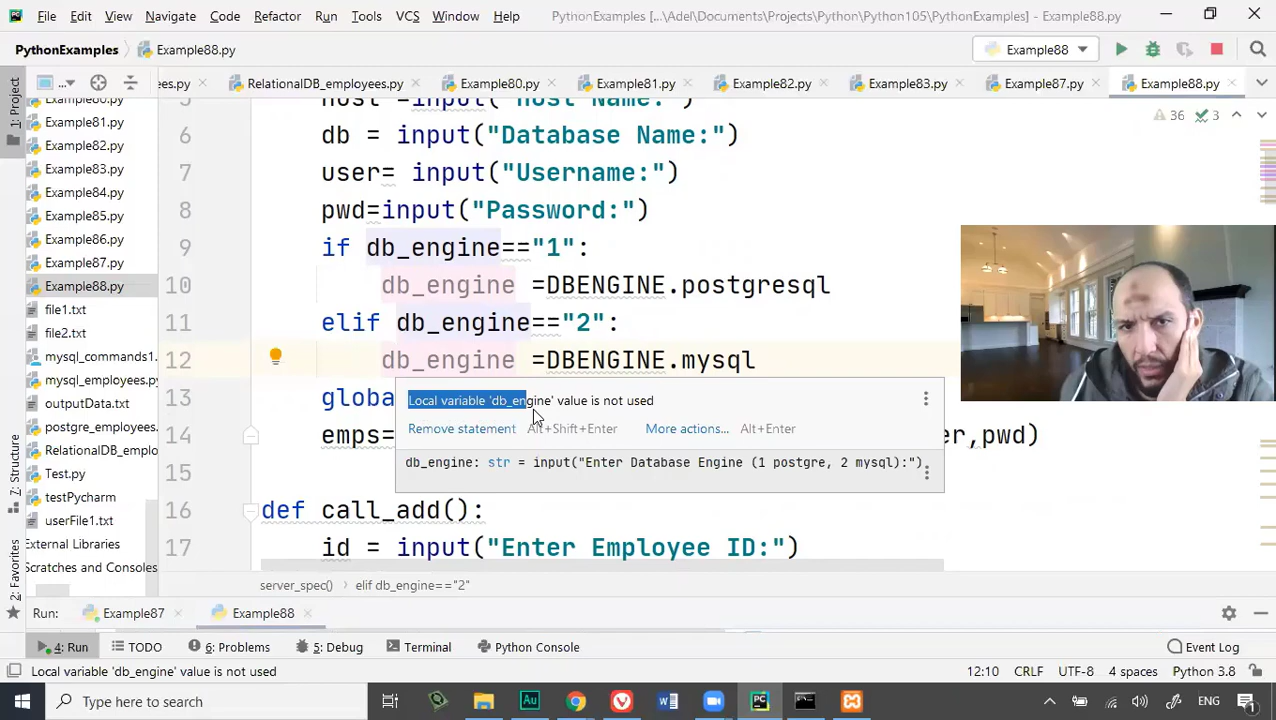 File Edit View Navigate Code Refactor Run Tools VCS Window Help PythonExamples [...\Adel\Documents\Projects\Python\Python105\PythonExamples] - Example88.py
PythonExamples Example88.py Example88
1: Project
ees.py RelationalDB_employees.py Example80.py Example81.py Example82.py Example83.py Example87.py Example88.py
Example80.py
Example81.py
Example82.py
Example83.py
Example84.py
Example85.py
Example86.py
Example87.py
Example88.py
file1.txt
file2.txt
mysql_commands1.
mysql_employees.py
outputData.txt
postgre_employees.
RelationalDB_emplo
Test.py
testPycharm
userFile1.txt
External Libraries
Scratches and Consoles
36 3
5 host =input("Host Name:")
6 db = input("Database Name:")
7 user= input("Username:")
8 pwd=input("Password:")
9 if db_engine=="1":
10 db_engine =DBENGINE.postgresql
11 elif db_engine=="2":
12 db_engine =DBENGINE.mysql
13 globa
14 emps= er,pwd)
15
16 def call_add():
17 id = input("Enter Employee ID:")
Local variable 'db_engine' value is not used
Remove statement Alt+Shift+Enter More actions... Alt+Enter
db_engine: str = input("Enter Database Engine (1 postgre, 2 mysql):")
server_spec() elif db_engine=="2"
7: Structure
2: Favorites
Run: Example87 Example88
4: Run TODO 6: Problems 5: Debug Terminal Python Console Event Log
Local variable 'db_engine' value is not used 12:10 CRLF UTF-8 4 spaces Python 3.8
Type here to search ENG 1